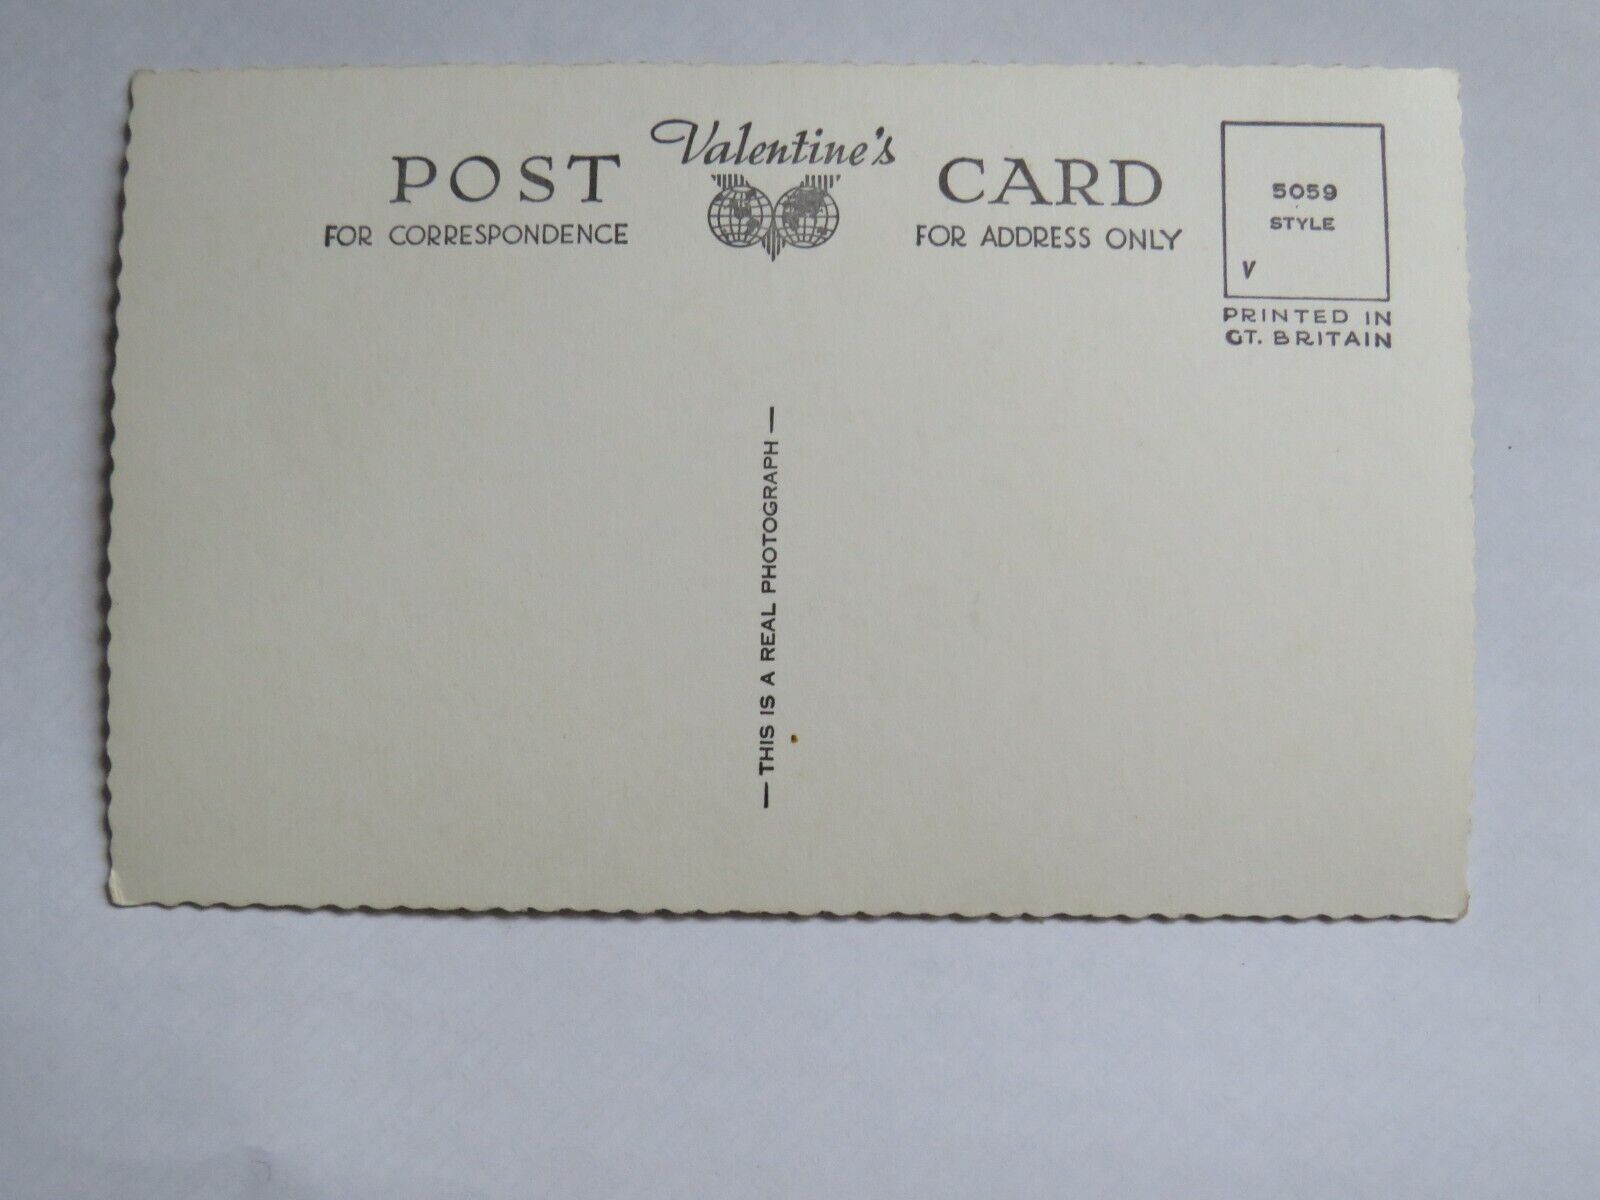 Valentine's
POST CARD
FOR CORRESPONDENCE
FOR ADDRESS ONLY
5059
STYLE
V
PRINTED IN
GT. BRITAIN
— THIS IS A REAL PHOTOGRAPH —